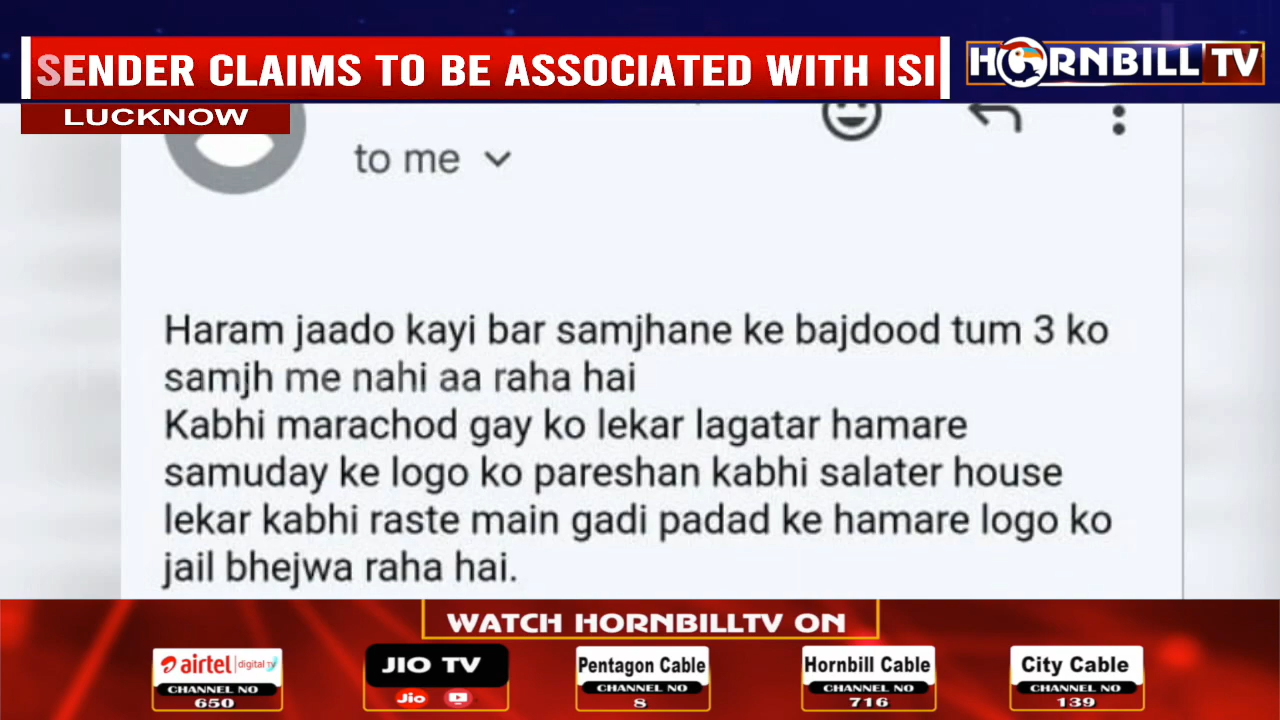 SENDER CLAIMS TO BE ASSOCIATED WITH ISI
HORNBILL TV
LUCKNOW
to me
Haram jaado kayi bar samjhane ke bajdood tum 3 ko
samjh me nahi aa raha hai
Kabhi marachod gay ko lekar lagatar hamare
samuday ke logo ko pareshan kabhi salater house
lekar kabhi raste main gadi padad ke hamare logo ko
jail bhejwa raha hai.
WATCH HORNBILLTV ON
airtel digital TV
CHANNEL NO
650
JIO TV
Jio
Pentagon Cable
CHANNEL NO
8
Hornbill Cable
CHANNEL NO
716
City Cable
CHANNEL NO
139